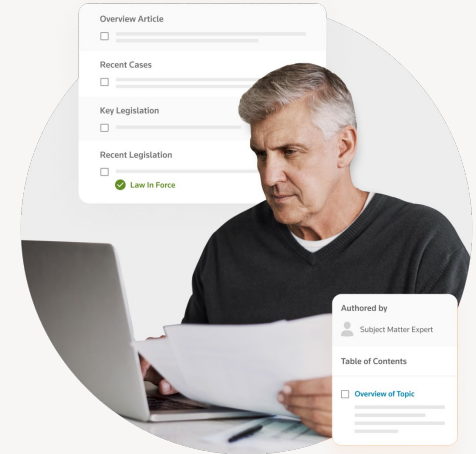 Overview Article
Recent Cases
Key Legislation
Recent Legislation
Law In Force
Authored by
Subject Matter Expert
Table of Contents
Overview of Topic